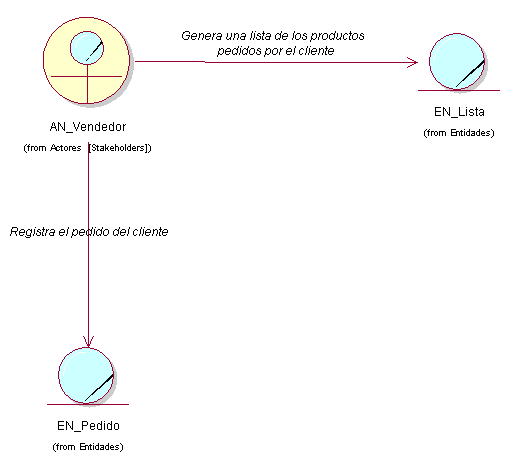 Genera una lista de los productos
pedidos por el cliente
AN_Vendedor
(from Actores [Stakeholders])
EN_Lista
(from Entidades)
Registra el pedido del cliente
EN_Pedido
(from Entidades)